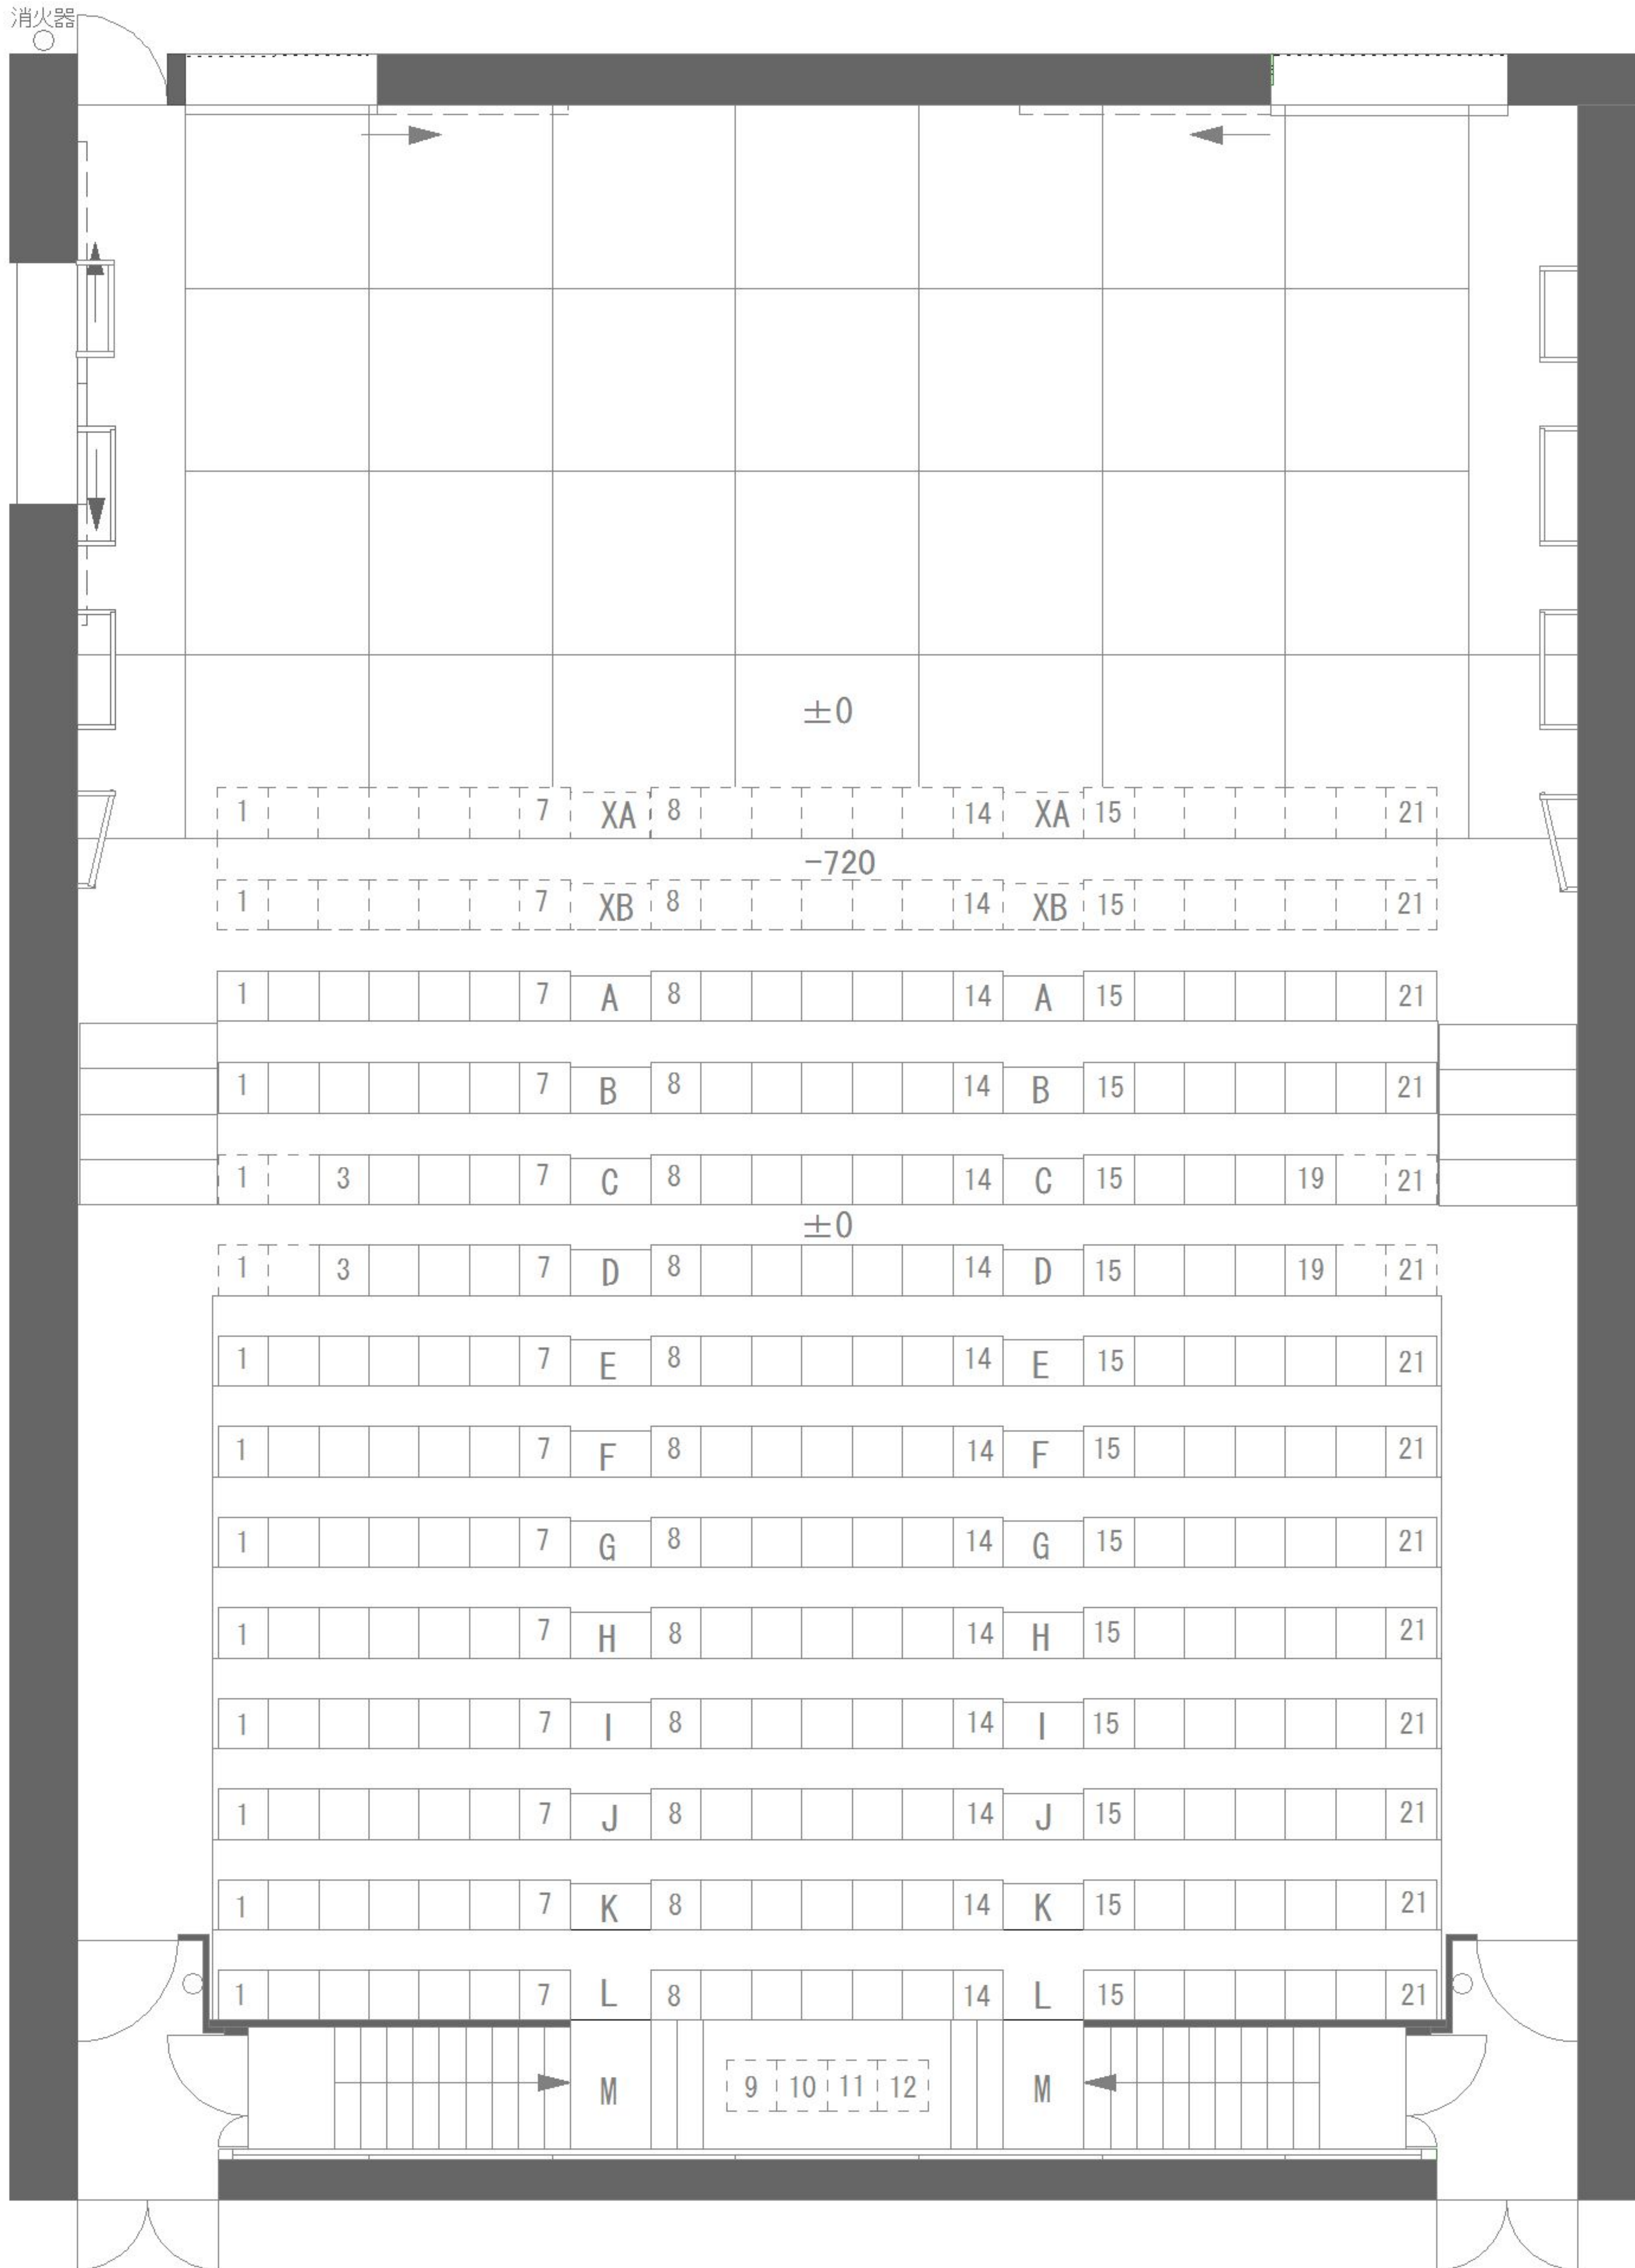 消火器
±0
1 7 XA 8 14 XA 15 21
-720
1 7 XB 8 14 XB 15 21
1 7 A 8 14 A 15 21
1 7 B 8 14 B 15 21
1 3 7 C 8 14 C 15 19 21
±0
1 3 7 D 8 14 D 15 19 21
1 7 E 8 14 E 15 21
1 7 F 8 14 F 15 21
1 7 G 8 14 G 15 21
1 7 H 8 14 H 15 21
1 7 I 8 14 I 15 21
1 7 J 8 14 J 15 21
1 7 K 8 14 K 15 21
1 7 L 8 14 L 15 21
M 9 10 11 12 M